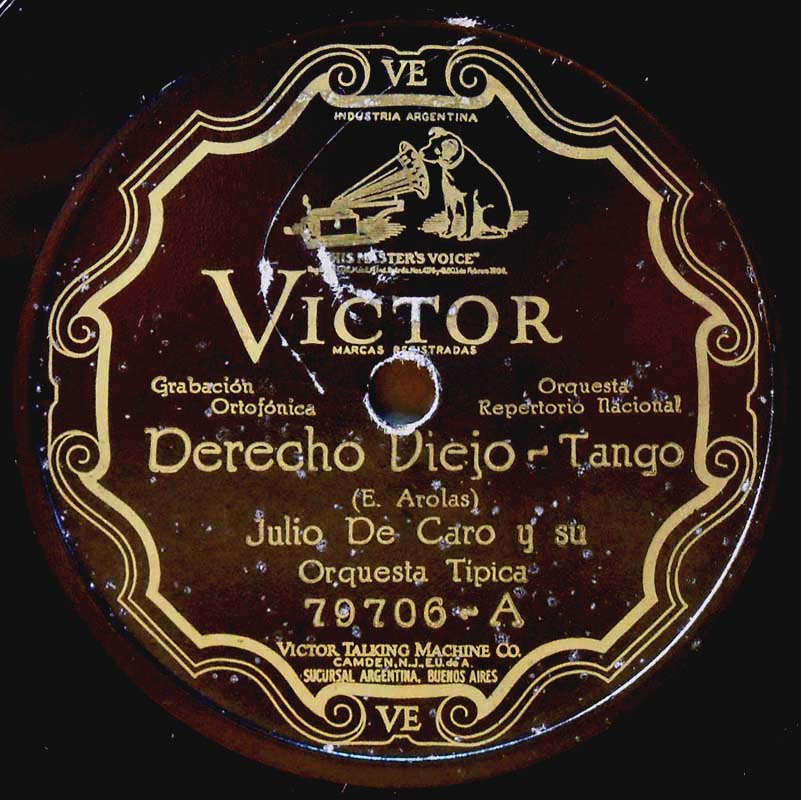 VE
INDUSTRIA ARGENTINA
"HIS MASTER'S VOICE"
VICTOR
MARCAS REGISTRADAS
Grabación Ortofónica
Orquesta Repertorio Nacional
Derecho Viejo - Tango
(E. Arolas)
Julio De Caro y su
Orquesta Típica
79706-A
VICTOR TALKING MACHINE CO.
CAMDEN, N.J., E.U. de A.
SUCURSAL ARGENTINA, BUENOS AIRES
VE